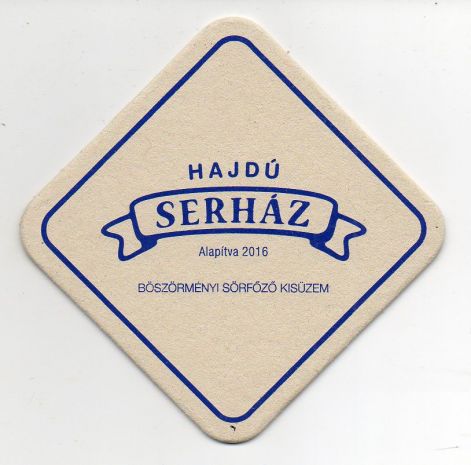 HAJDÚ
SERHÁZ
Alapítva 2016
BÖSZÖRMÉNYI SÖRFŐZŐ KISÜZEM